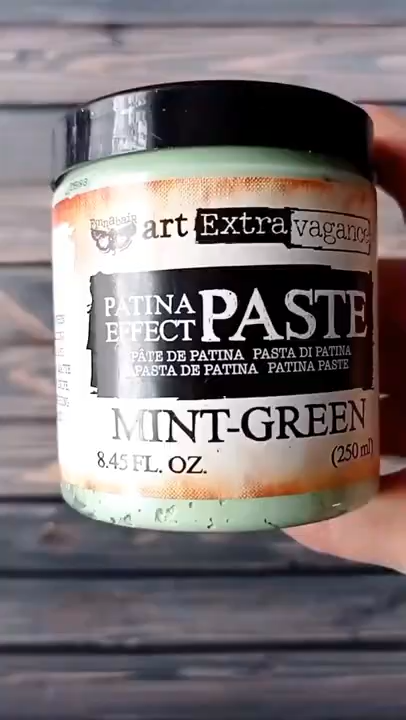 Finnabair
art Extravagance
PATINA
EFFECT PASTE
PÂTE DE PATINA PASTA DI PATINA
PASTA DE PATINA PATINA PASTE
MINT-GREEN
8.45 FL. OZ. (250 ml)